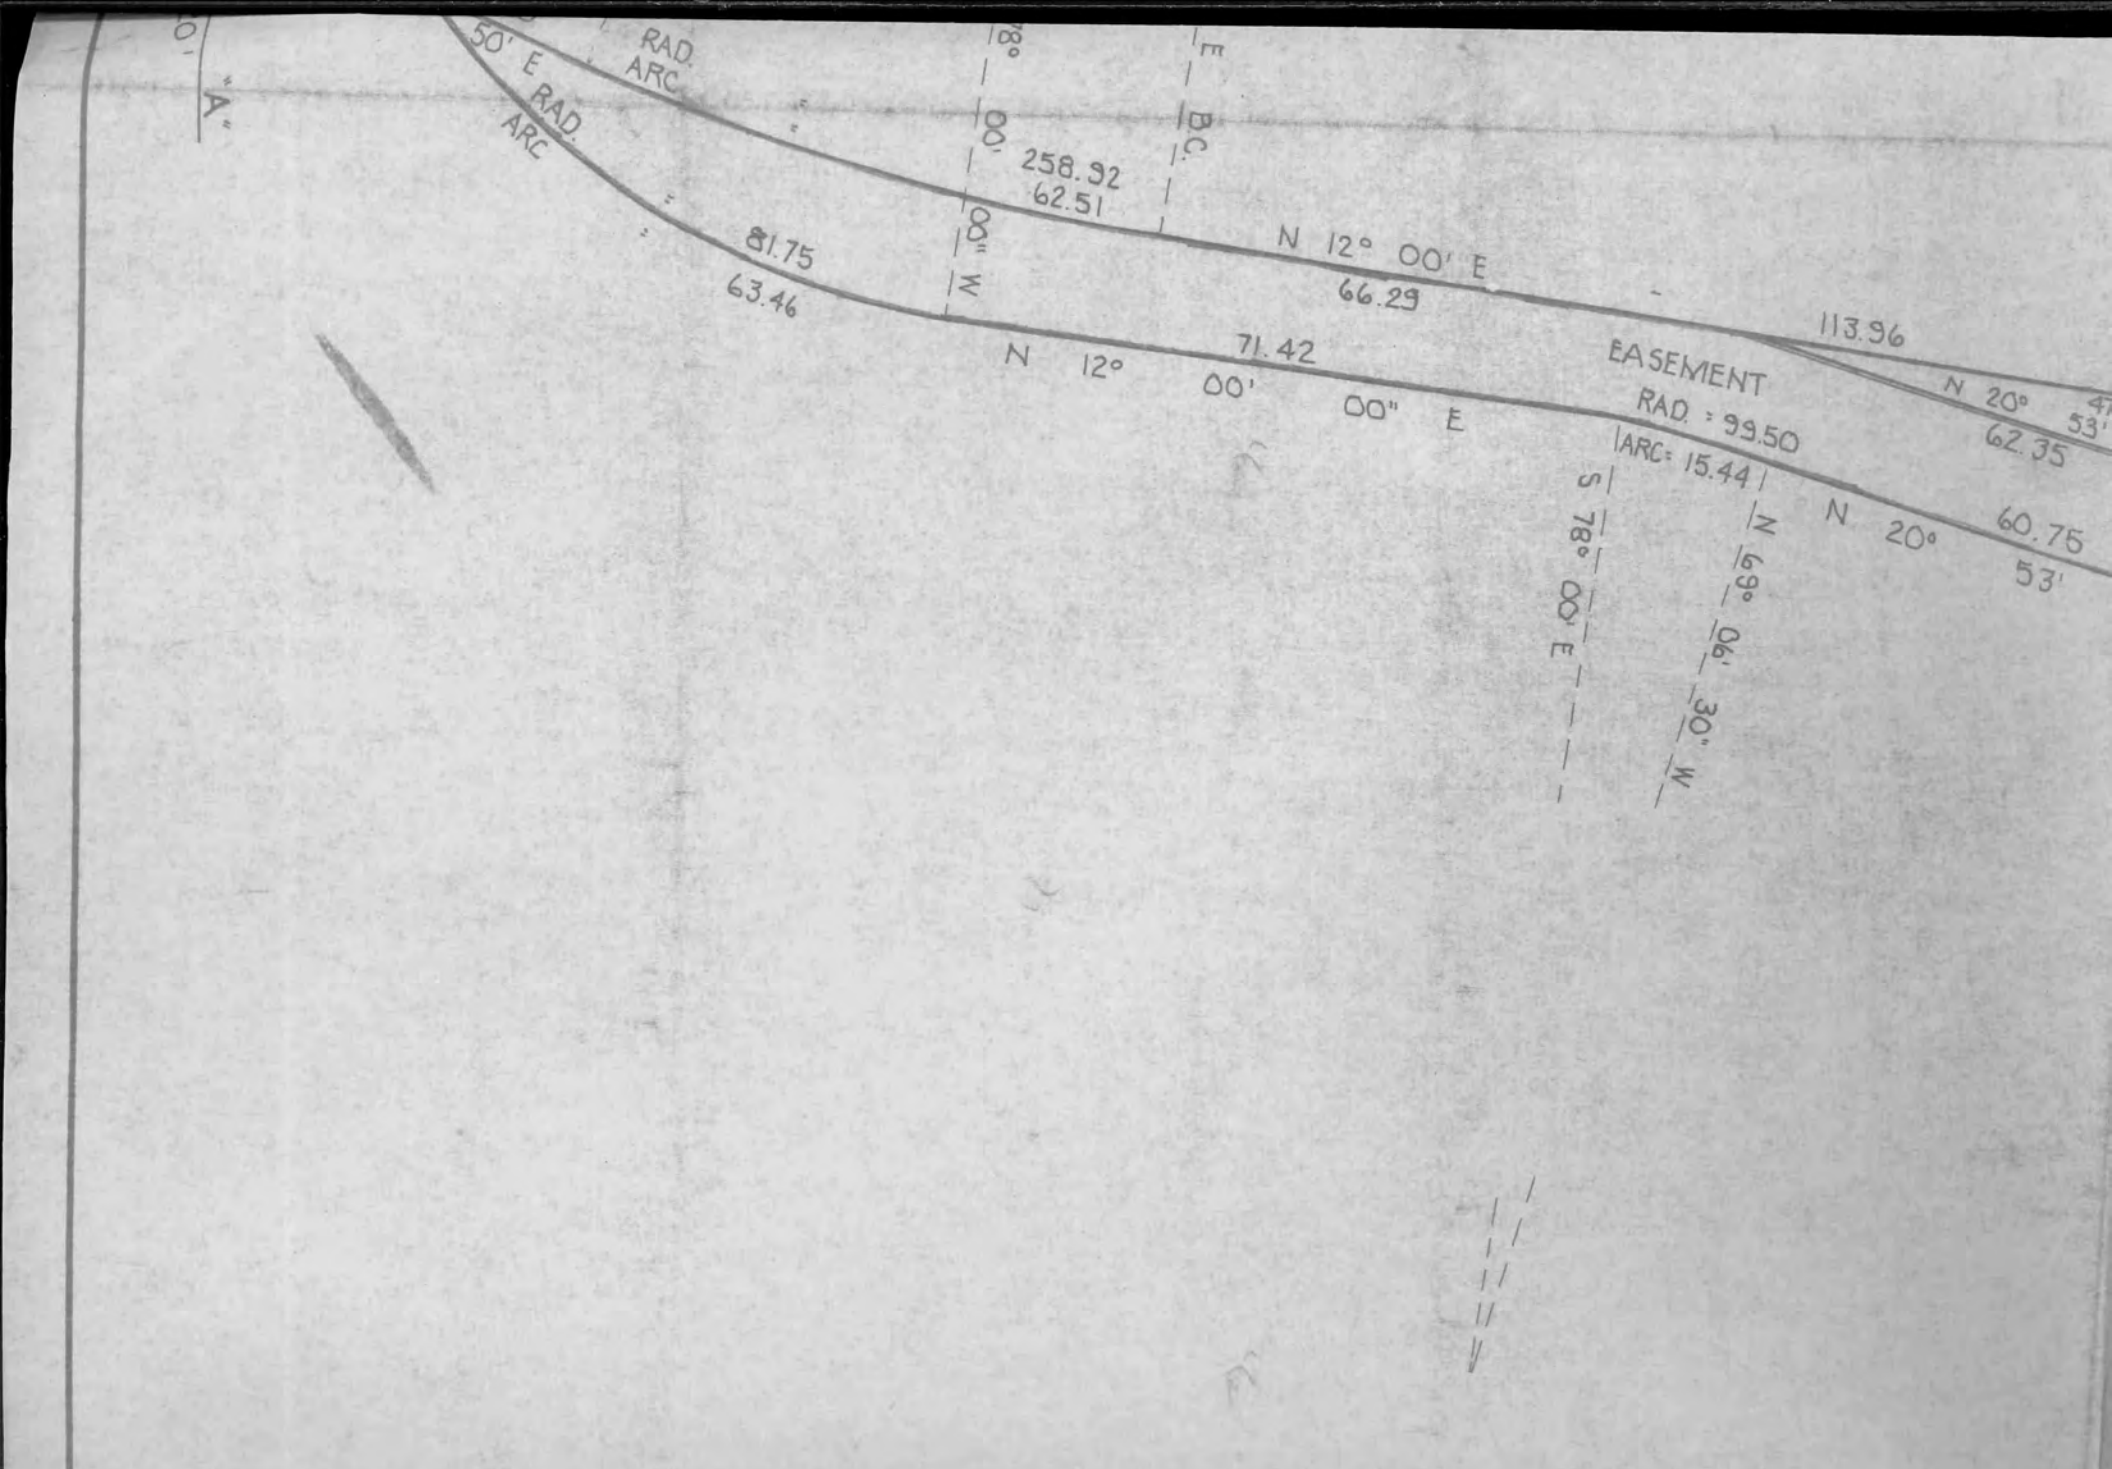 0'
"A"
50' E
RAD.
ARC
RAD. =
ARC =
81.75
63.46
78° 00' 00" W
258.92
62.51
E B.C.
N 12° 00' E
66.29
113.96
N 12° 00' 00" E
71.42
EASEMENT
RAD. = 99.50
ARC = 15.44
N 20° 53'
62.35
47
N 20° 53'
60.75
S 78° 00' E
N 69° 06' 30" W